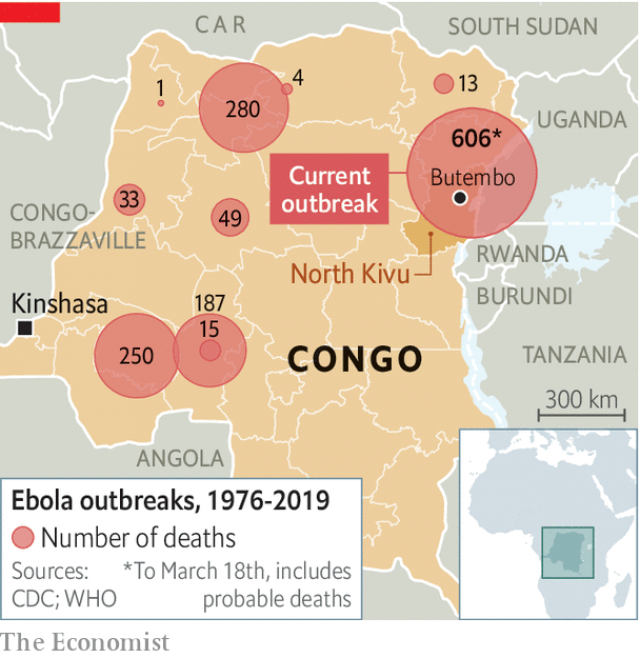 CAR
SOUTH SUDAN
1
4
13
280
UGANDA
606*
Current
outbreak
Butembo
33
49
CONGO-
BRAZZAVILLE
RWANDA
North Kivu
BURUNDI
Kinshasa
187
15
250
CONGO
TANZANIA
300 km
ANGOLA
Ebola outbreaks, 1976-2019
Number of deaths
Sources: *To March 18th, includes
CDC; WHO probable deaths
The Economist